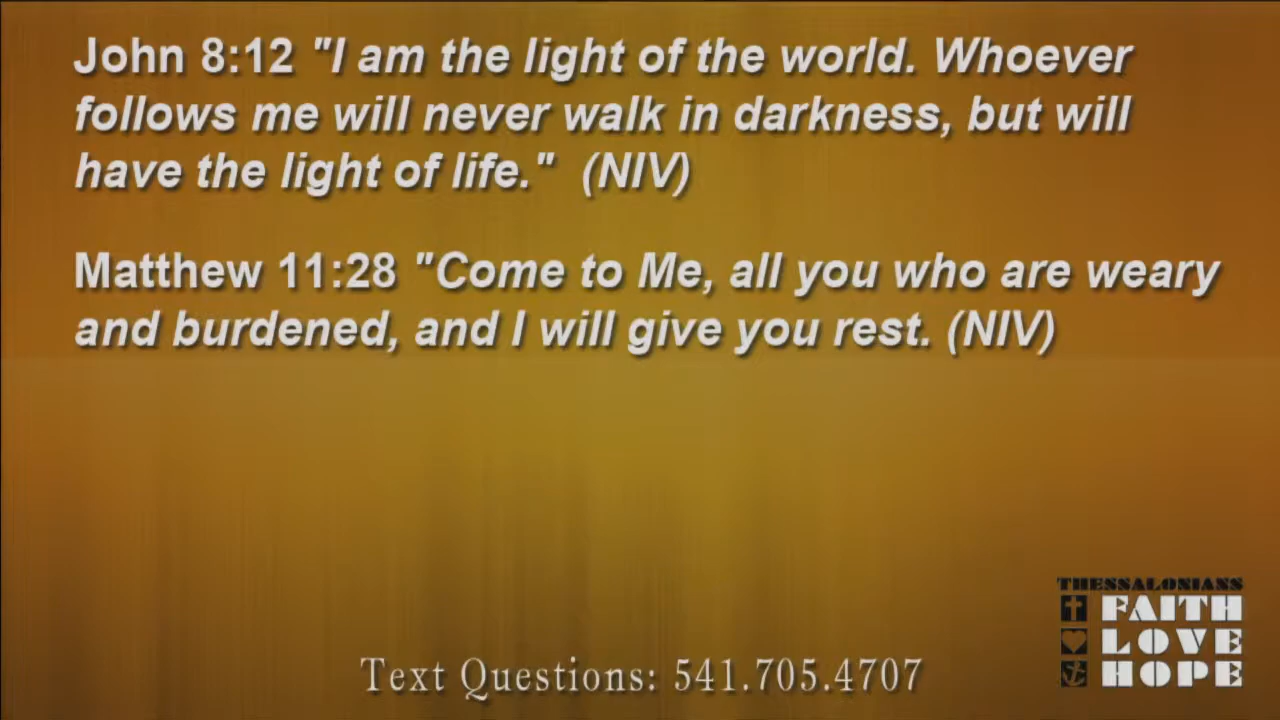 John 8:12 "I am the light of the world. Whoever
follows me will never walk in darkness, but will
have the light of life." (NIV)
Matthew 11:28 "Come to Me, all you who are weary
and burdened, and I will give you rest. (NIV)
THESSALONIANS
FAITH
LOVE
HOPE
Text Questions: 541.705.4707